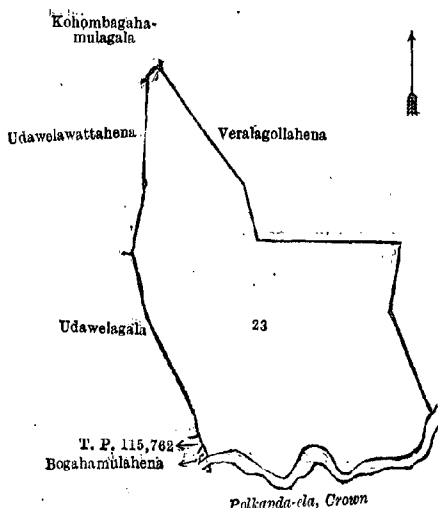 Kohombagaha-
mulagala
Udawelawattahena
Veralagollahena
Udawelagala
23
T. P. 115,762
Bogahamulahena
Polkanda-ela, Crown